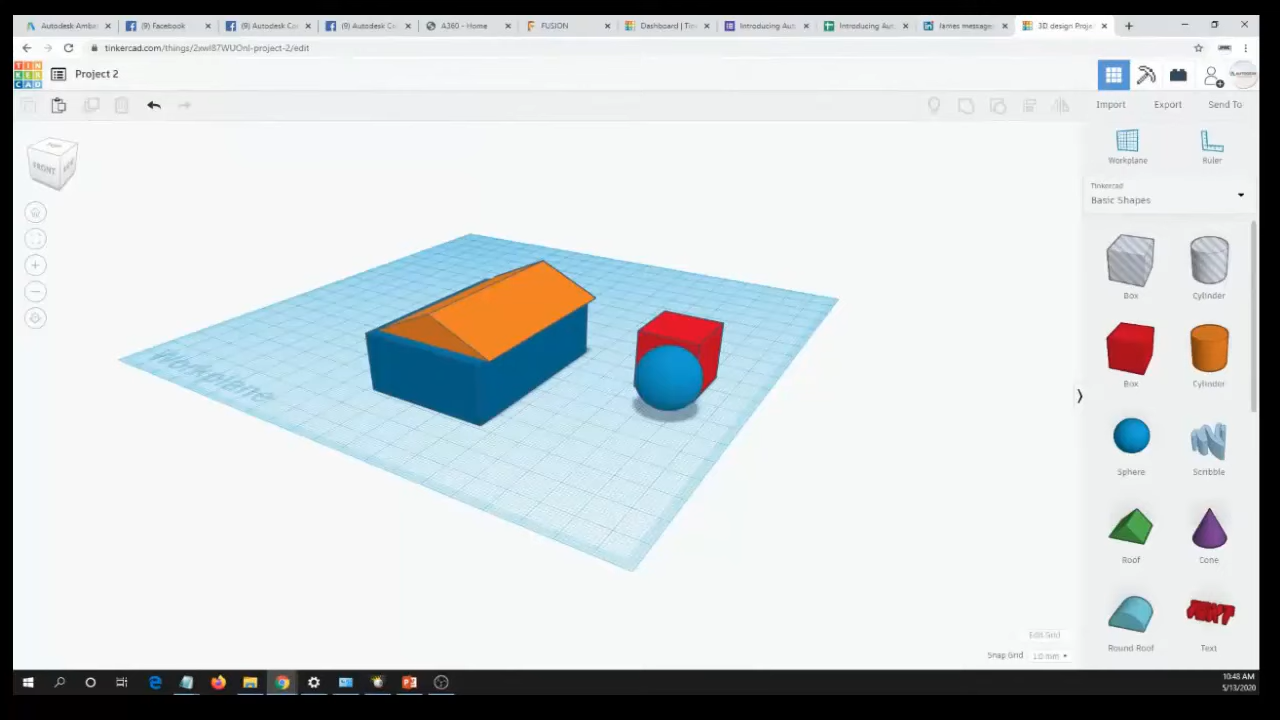 Autodesk Amba
(9) Facebook
(9) Autodesk Co
(9) Autodesk Co
A360 - Home
FUSION
Dashboard | Tin
Introducing Aut
Introducing Aut
James message
3D design Proje
tinkercad.com/things/2xwl87WUOnl-project-2/edit
TIN
KER
CAD
Project 2
Import
Export
Send To
FRONT
Workplane
Ruler
Tinkercad
Basic Shapes
Workplane
Box
Cylinder
Box
Cylinder
Sphere
Scribble
Roof
Cone
TEXT
Round Roof
Text
Edit Grid
Snap Grid
1.0 mm
10:48 AM
5/13/2020